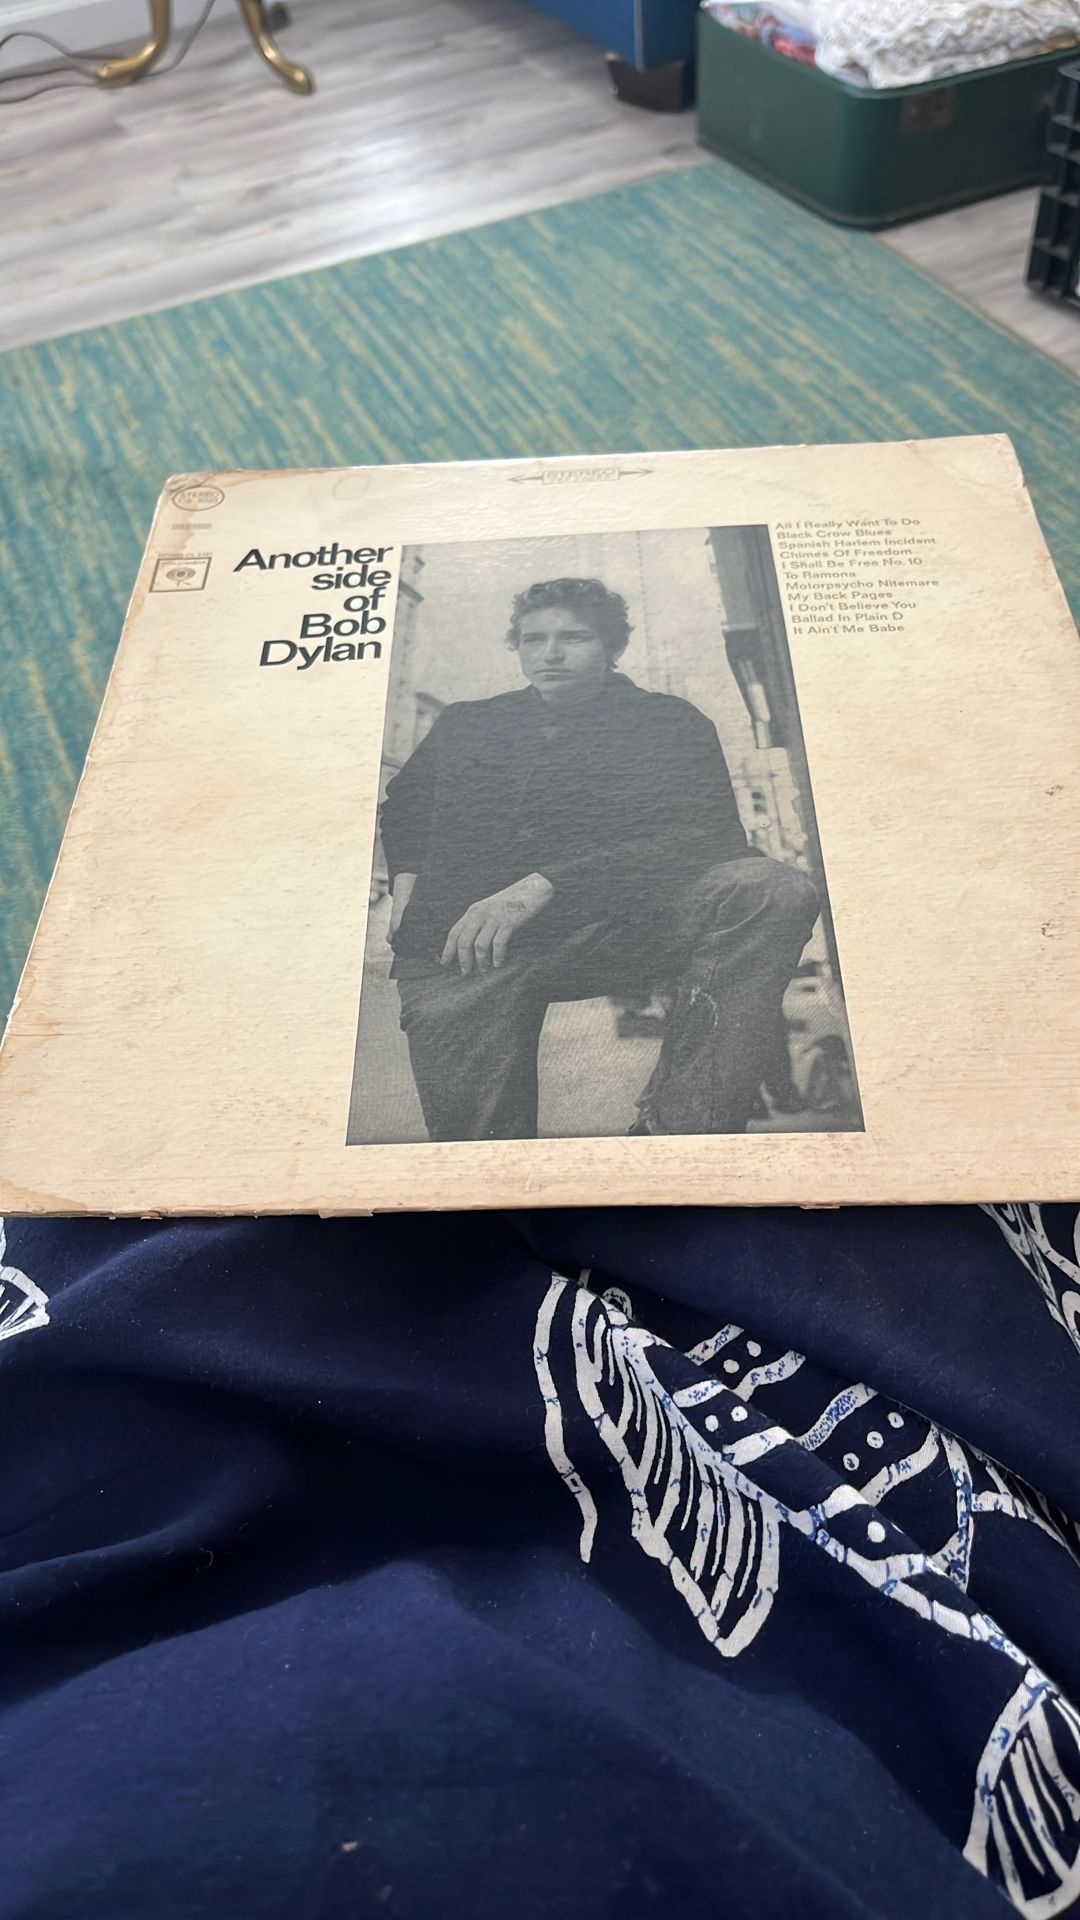 STEREO
STEREO
COLUMBIA
Another
side
of
Bob
Dylan
All I Really Want To Do
Black Crow Blues
Spanish Harlem Incident
Chimes Of Freedom
I Shall Be Free No. 10
To Ramona
Motorpsycho Nitemare
My Back Pages
I Don't Believe You
Ballad In Plain D
It Ain't Me Babe